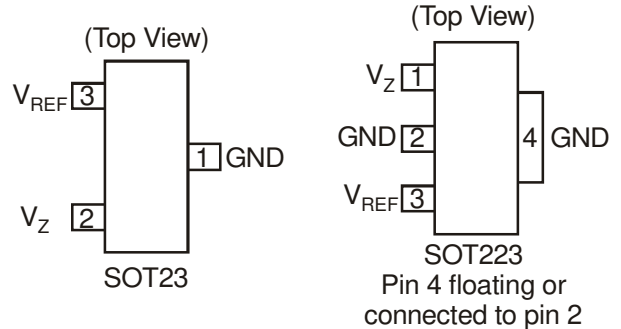 (Top View)
V_REF 3
1 GND
V_Z 2
SOT23
(Top View)
V_Z 1
GND 2
4 GND
V_REF 3
SOT223
Pin 4 floating or
connected to pin 2